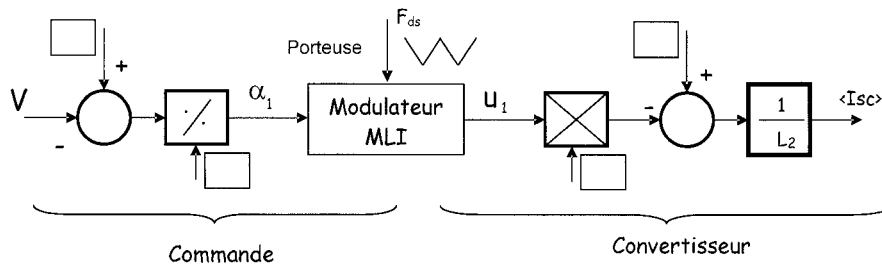 F_ds
Porteuse
+
+
V
-
α_1
Modulateur
MLI
u_1
-
1
L_2
<Isc>
Commande
Convertisseur